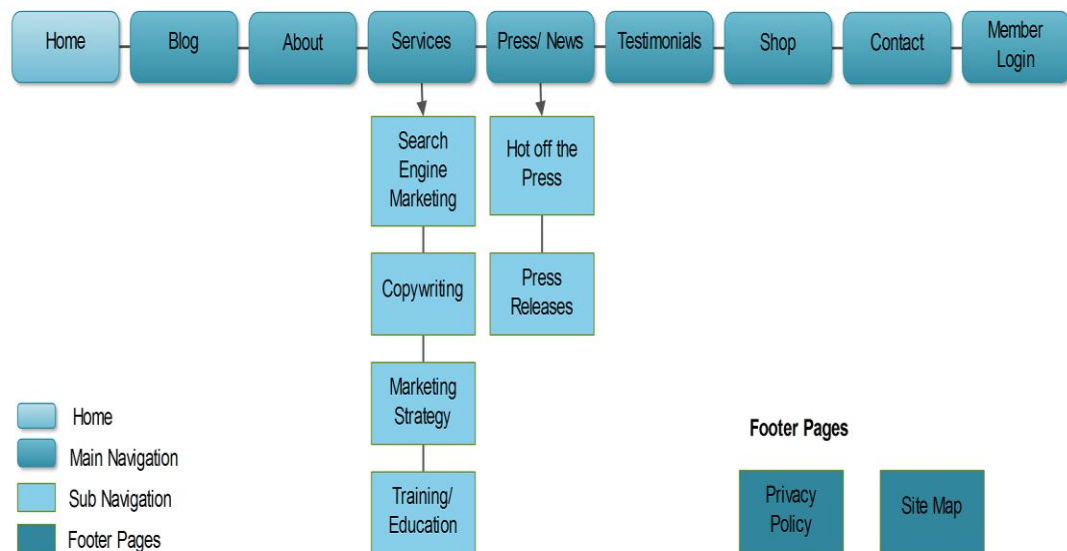 Home
Blog
About
Services
Press/ News
Testimonials
Shop
Contact
Member
Login
Search
Engine
Marketing
Hot off the
Press
Copywriting
Press
Releases
Marketing
Strategy
Training/
Education
Home
Main Navigation
Sub Navigation
Footer Pages
Footer Pages
Privacy
Policy
Site Map